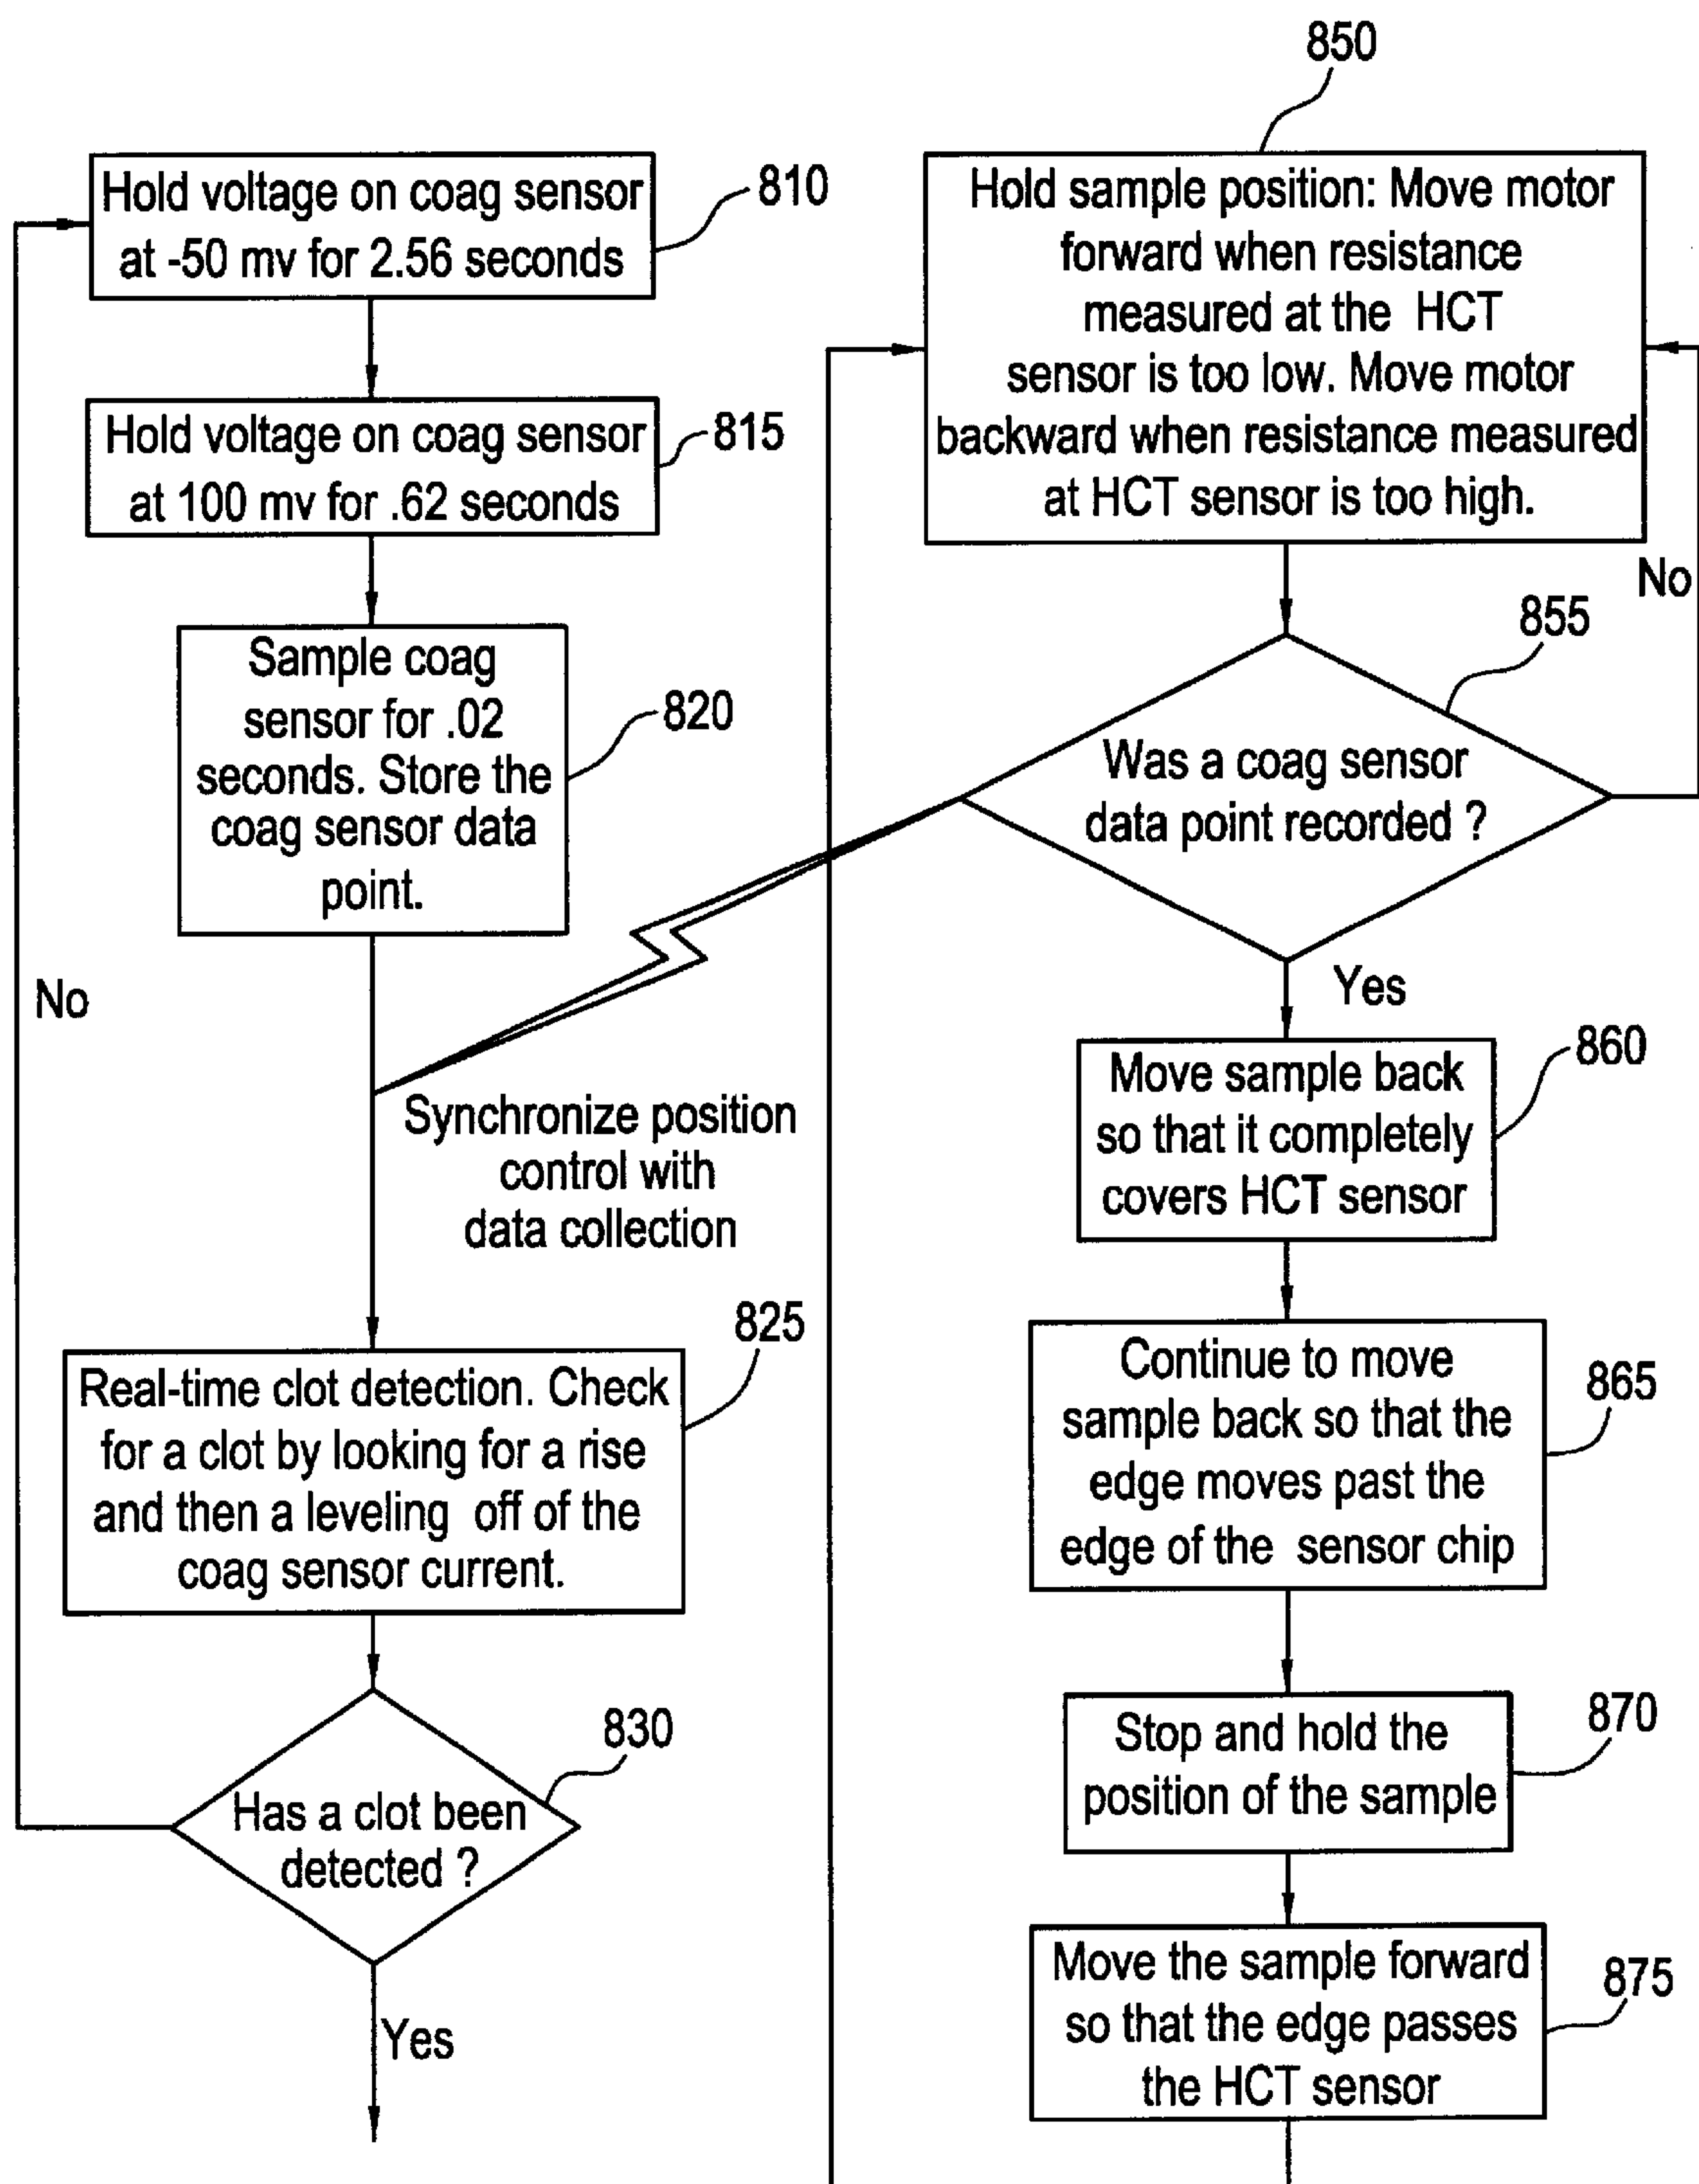 810
Hold voltage on coag sensor
at -50 mv for 2.56 seconds
815
Hold voltage on coag sensor
at 100 mv for .62 seconds
820
Sample coag
sensor for .02
seconds. Store the
coag sensor data
point.
No
Synchronize position
control with
data collection
825
Real-time clot detection. Check
for a clot by looking for a rise
and then a leveling off of the
coag sensor current.
830
Has a clot been
detected ?
Yes
850
Hold sample position: Move motor
forward when resistance
measured at the HCT
sensor is too low. Move motor
backward when resistance measured
at HCT sensor is too high.
No
855
Was a coag sensor
data point recorded ?
Yes
860
Move sample back
so that it completely
covers HCT sensor
865
Continue to move
sample back so that the
edge moves past the
edge of the sensor chip
870
Stop and hold the
position of the sample
875
Move the sample forward
so that the edge passes
the HCT sensor